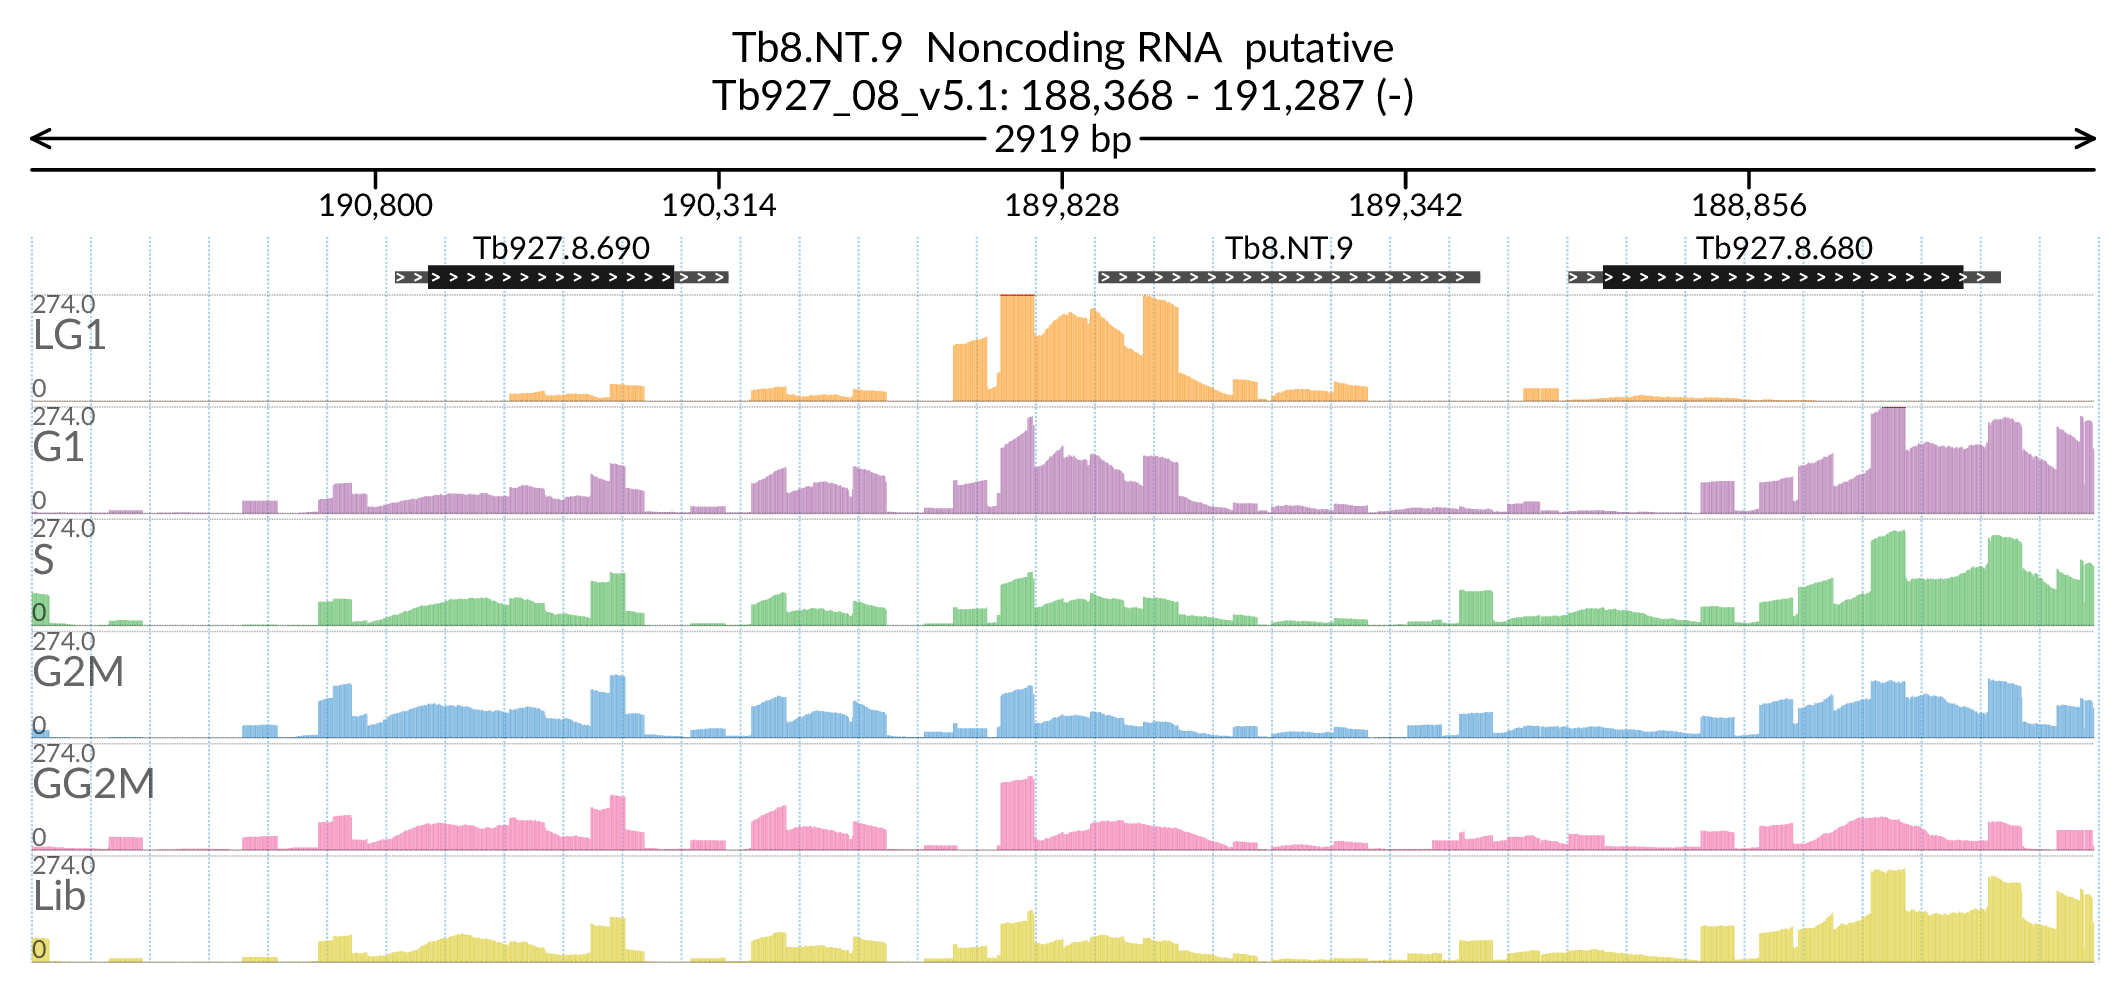 Tb8.NT.9  Noncoding RNA  putative
Tb927_08_v5.1: 188,368 - 191,287 (-)
2919 bp
190,800 190,314 189,828 189,342 188,856
Tb927.8.690 Tb8.NT.9 Tb927.8.680
274.0
LG1
0
274.0
G1
0
274.0
S
0
274.0
G2M
0
274.0
GG2M
0
274.0
Lib
0